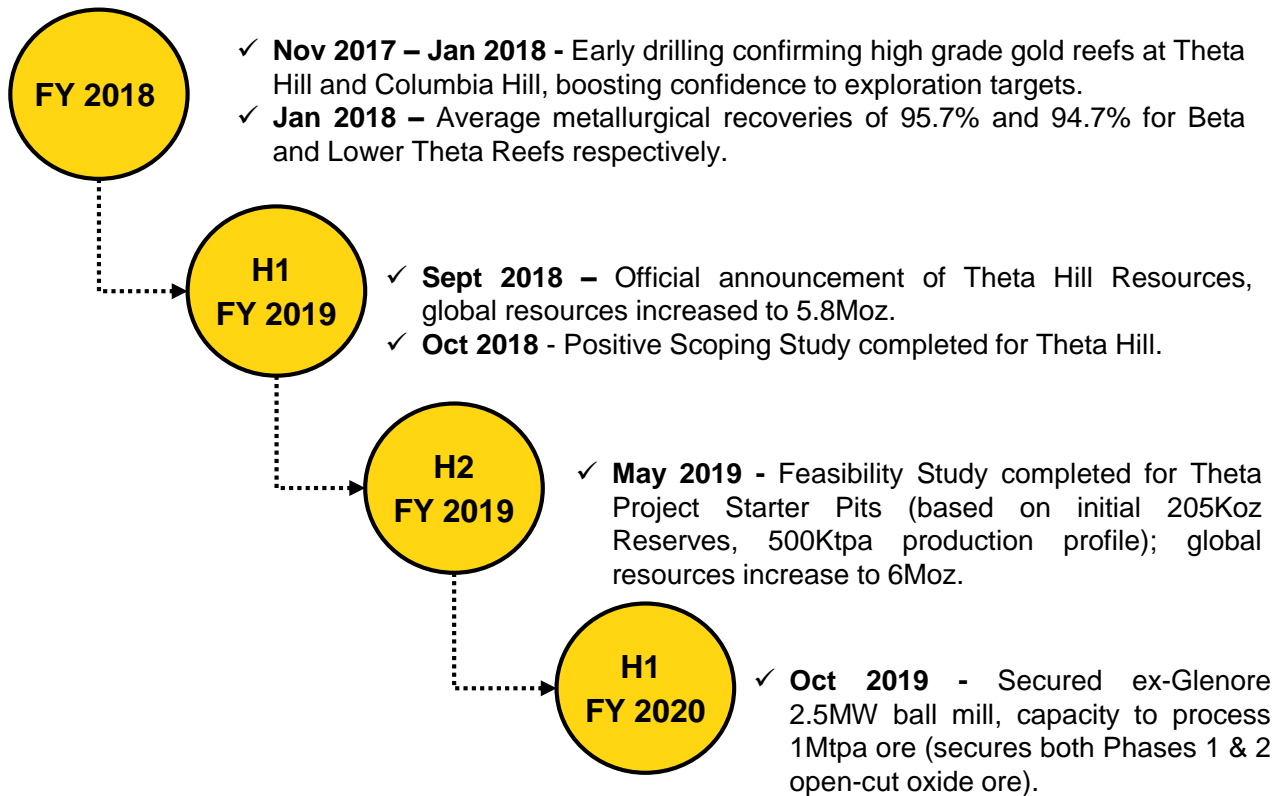 FY 2018
✓ Nov 2017 – Jan 2018 - Early drilling confirming high grade gold reefs at Theta
Hill and Columbia Hill, boosting confidence to exploration targets.
✓ Jan 2018 – Average metallurgical recoveries of 95.7% and 94.7% for Beta
and Lower Theta Reefs respectively.
H1
FY 2019
✓ Sept 2018 – Official announcement of Theta Hill Resources,
global resources increased to 5.8Moz.
✓ Oct 2018 - Positive Scoping Study completed for Theta Hill.
H2
FY 2019
✓ May 2019 - Feasibility Study completed for Theta
Project Starter Pits (based on initial 205Koz
Reserves, 500Ktpa production profile); global
resources increase to 6Moz.
H1
FY 2020
✓ Oct 2019 - Secured ex-Glenore
2.5MW ball mill, capacity to process
1Mtpa ore (secures both Phases 1 & 2
open-cut oxide ore).